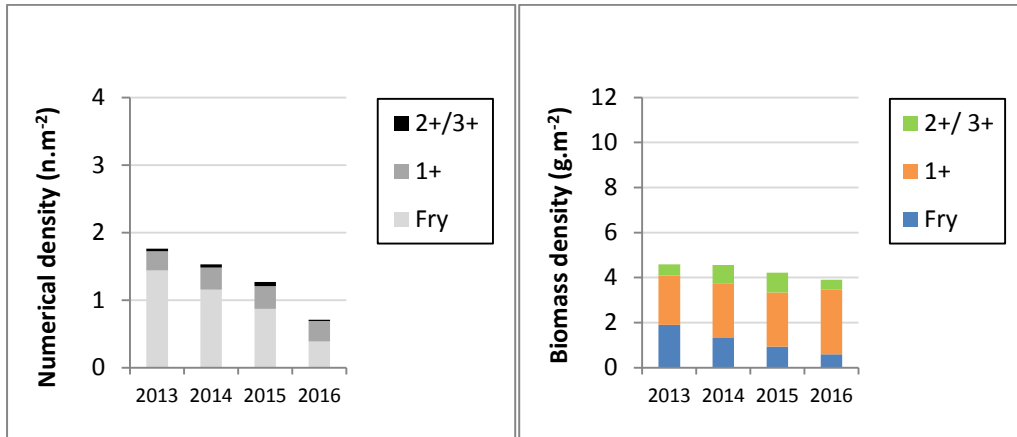 Numerical density (n.m-2)
4
3
2
1
0
2013 2014 2015 2016
2+/3+
1+
Fry
Biomass density (g.m-2)
12
10
8
6
4
2
0
2013 2014 2015 2016
2+/ 3+
1+
Fry